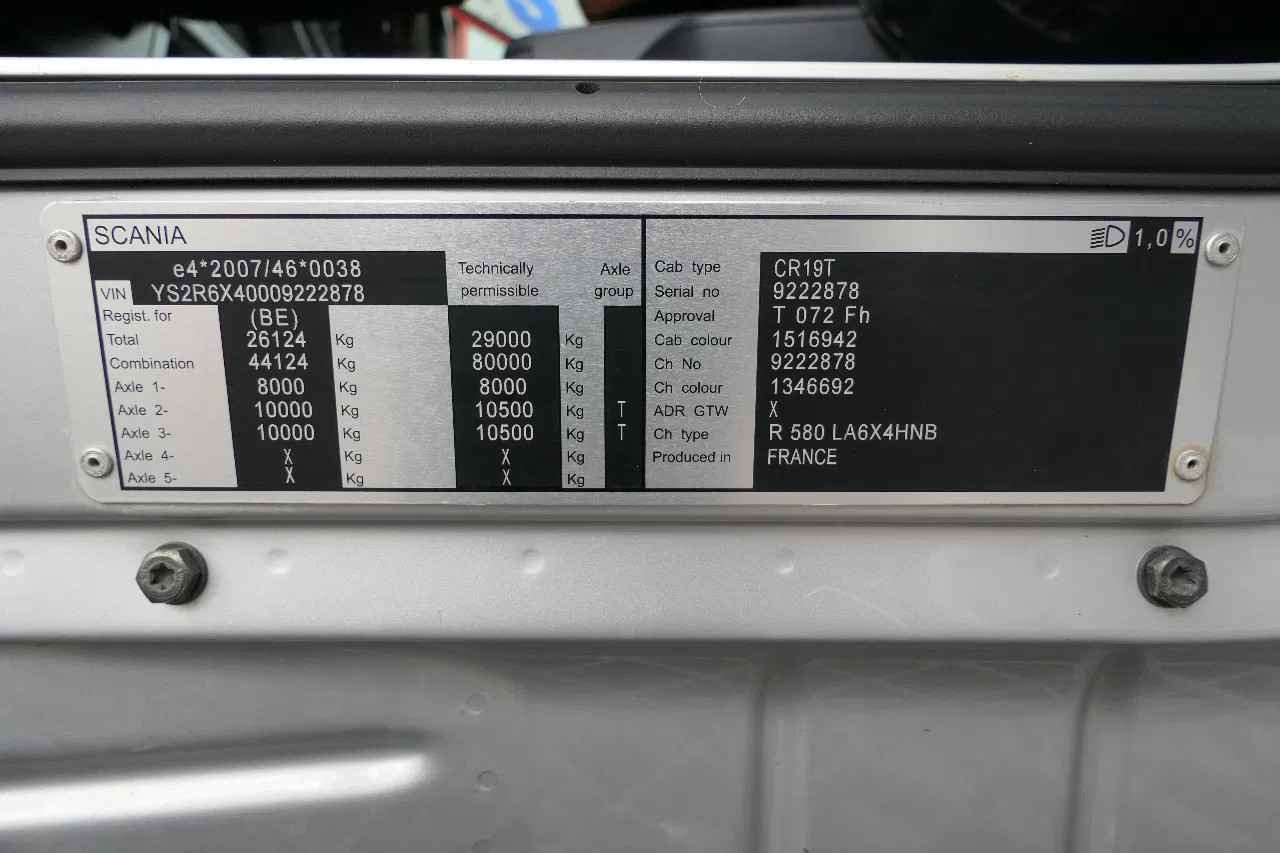 SCANIA
1,0 %
e4*2007/46*0038
VIN YS2R6X40009222878
Technically permissible
Axle group
Regist. for (BE)
Total 26124 Kg 29000 Kg
Combination 44124 Kg 80000 Kg
Axle 1- 8000 Kg 8000 Kg
Axle 2- 10000 Kg 10500 Kg T
Axle 3- 10000 Kg 10500 Kg T
Axle 4- X Kg X Kg
Axle 5- X Kg X Kg
Cab type CR19T
Serial no 9222878
Approval T 072 Fh
Cab colour 1516942
Ch No 9222878
Ch colour 1346692
ADR GTW X
Ch type R 580 LA6X4HNB
Produced in FRANCE